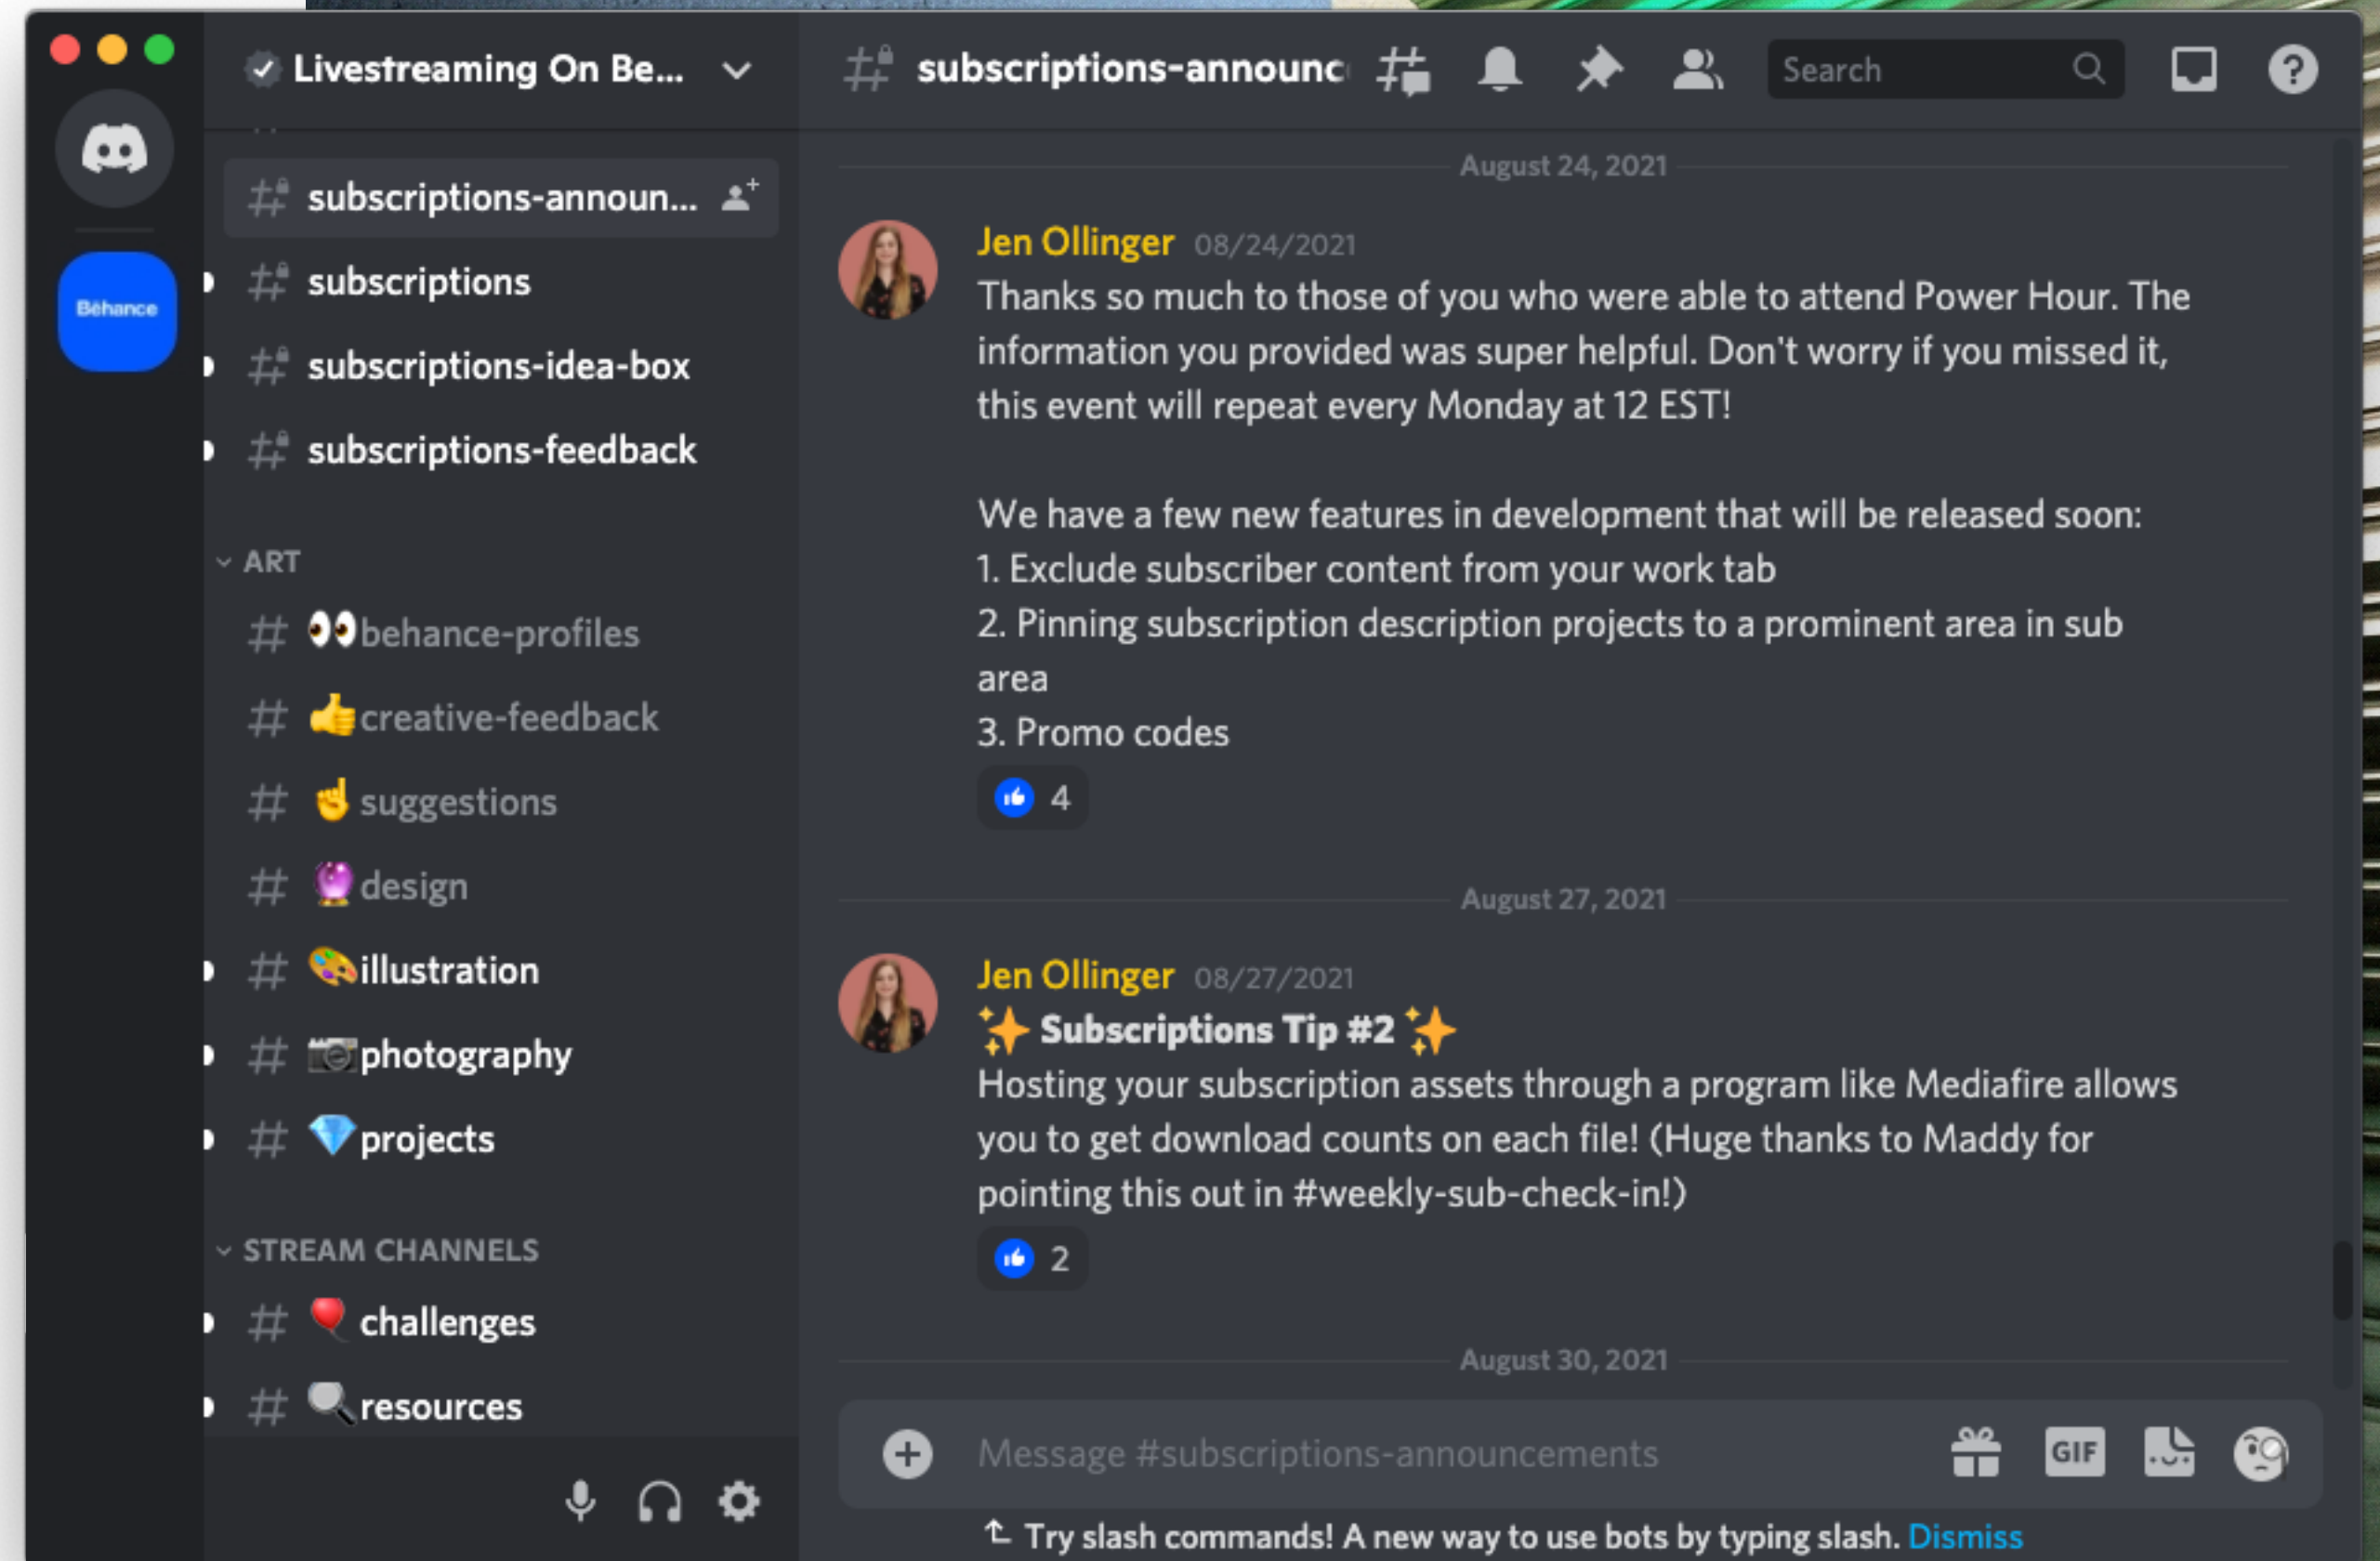 Livestreaming On Be...
subscriptions-announ...
subscriptions
Bēhance
subscriptions-idea-box
subscriptions-feedback
ART
behance-profiles
creative-feedback
suggestions
design
illustration
photography
projects
STREAM CHANNELS
challenges
resources
subscriptions-announc
Search
August 24, 2021
Jen Ollinger 08/24/2021
Thanks so much to those of you who were able to attend Power Hour. The
information you provided was super helpful. Don't worry if you missed it,
this event will repeat every Monday at 12 EST!
We have a few new features in development that will be released soon:
1. Exclude subscriber content from your work tab
2. Pinning subscription description projects to a prominent area in sub
area
3. Promo codes
4
August 27, 2021
Jen Ollinger 08/27/2021
✨ Subscriptions Tip #2 ✨
Hosting your subscription assets through a program like Mediafire allows
you to get download counts on each file! (Huge thanks to Maddy for
pointing this out in #weekly-sub-check-in!)
2
August 30, 2021
Message #subscriptions-announcements
GIF
Try slash commands! A new way to use bots by typing slash. Dismiss